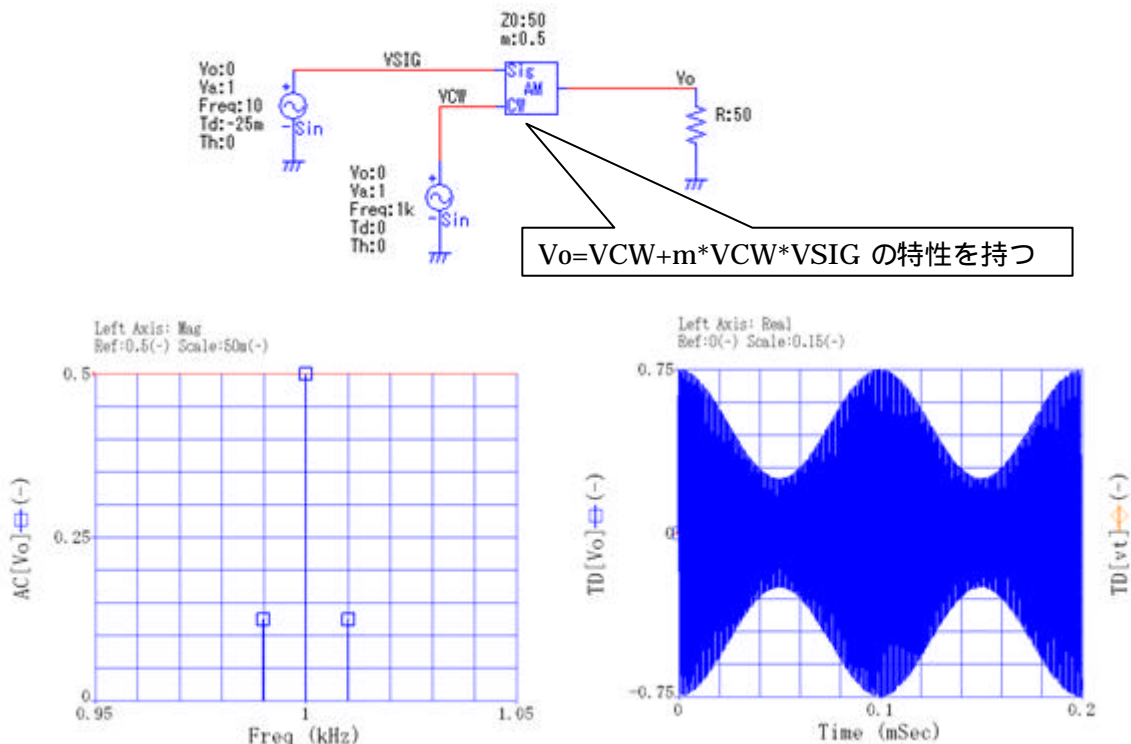 Z0:50
m:0.5
Vo:0
Va:1
Freq:10
Td:-25m
Th:0
Sin
VSIG
VCW
Sig
AM
CW
Vo
R:50
Vo:0
Va:1
Freq:1k
Td:0
Th:0
Sin
Vo=VCW+m*VCW*VSIG の特性を持つ
Left Axis: Mag
Ref:0.5(-) Scale:50m(-)
0.5
0.25
0
AC[Vo] (-)
0.95
1
1.05
Freq (kHz)
Left Axis: Real
Ref:0(-) Scale:0.15(-)
0.75
0
-0.75
TD[Vo] (-)
TD[vt] (-)
0
0.1
0.2
Time (mSec)